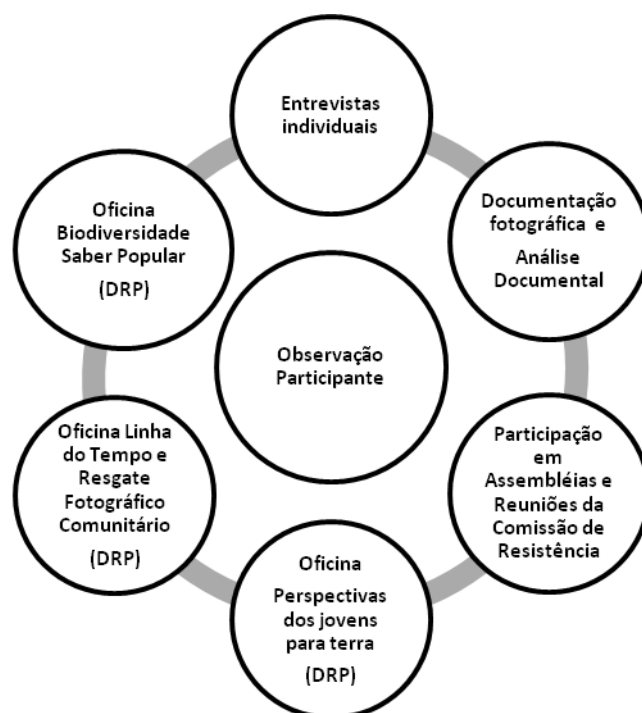 Entrevistas
individuais
Documentação
fotográfica e
Análise
Documental
Participação
em
Assembléias e
Reuniões da
Comissão de
Resistência
Oficina
Perspectivas
dos jovens
para terra
(DRP)
Oficina Linha
do Tempo e
Resgate
Fotográfico
Comunitário
(DRP)
Oficina
Biodiversidade
Saber Popular
(DRP)
Observação
Participante